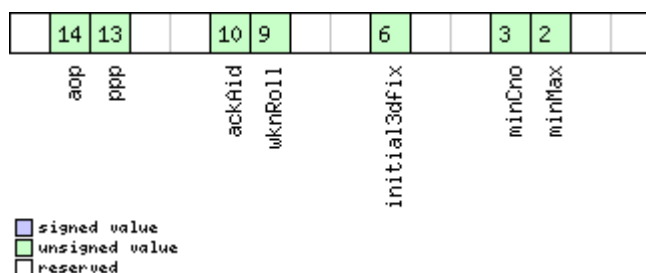 14 13 10 9 6 3 2
aop
ppp
ackAid
wknRoll
initial3dfix
minCno
minMax
signed value
unsigned value
reserved